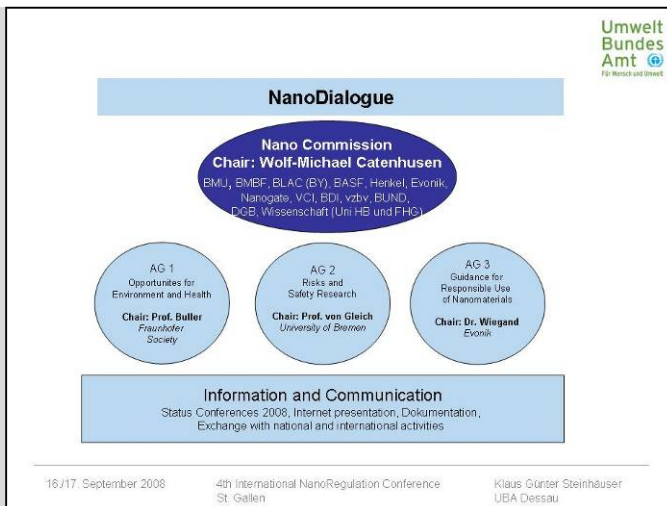 Umwelt
Bundes
Amt
Für Mensch und Umwelt
NanoDialogue
Nano Commission
Chair: Wolf-Michael Catenhusen
BMU, BMBF, BLAC (BY), BASF, Henkel, Evonik,
Nanogate, VCI, BDI, vzbv, BUND,
DGB, Wissenschaft (Uni HB und FHG)
AG 1
Opportunites for
Environment and Health
Chair: Prof. Buller
Fraunhofer
Society
AG 2
Risks and
Safety Research
Chair: Prof. von Gleich
University of Bremen
AG 3
Guidance for
Responsible Use
of Nanomaterials
Chair: Dr. Wiegand
Evonik
Information and Communication
Status Conferences 2008, Internet presentation, Dokumentation,
Exchange with national and international activities
16./17. September 2008
4th International NanoRegulation Conference
St. Gallen
Klaus Günter Steinhäuser
UBA Dessau